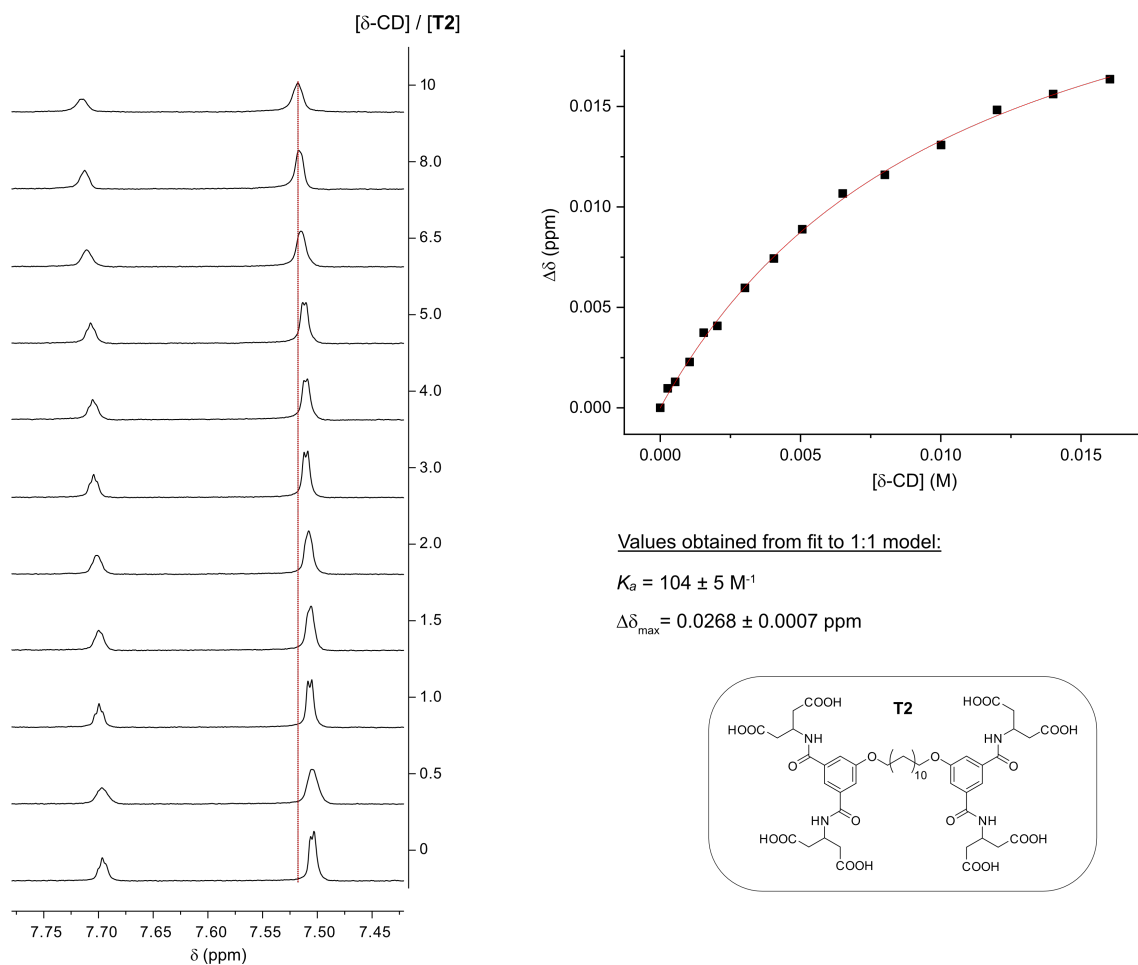 [δ-CD] / [T2]
10
8.0
6.5
5.0
4.0
3.0
2.0
1.5
1.0
0.5
0
7.75 7.70 7.65 7.60 7.55 7.50 7.45
δ (ppm)
0.015
0.010
0.005
0.000
Δδ (ppm)
0.000 0.005 0.010 0.015
[δ-CD] (M)
Values obtained from fit to 1:1 model:
Ka = 104 ± 5 M-1
Δδmax= 0.0268 ± 0.0007 ppm
T2
COOH HOOC
HOOC COOH
NH NH
O O O O
10
O O
NH NH
HOOC COOH
COOH COOH